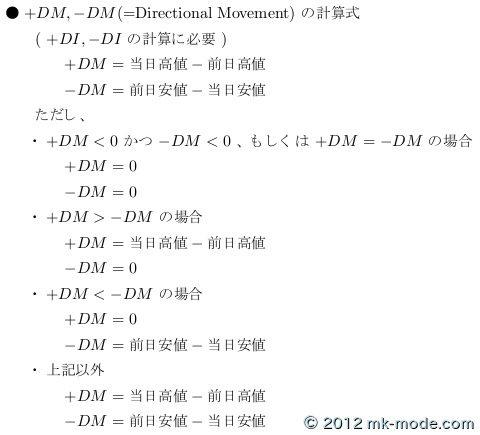 ● +DM, −DM(=Directional Movement) の計算式
( +DI, −DI の計算に必要 )
+DM = 当日高値 − 前日高値
−DM = 前日安値 − 当日安値
ただし、
・ +DM < 0 かつ −DM < 0 、もしくは +DM = −DM の場合
+DM = 0
−DM = 0
・ +DM > −DM の場合
+DM = 当日高値 − 前日高値
−DM = 0
・ +DM < −DM の場合
+DM = 0
−DM = 前日安値 − 当日安値
・ 上記以外
+DM = 当日高値 − 前日高値
−DM = 前日安値 − 当日安値
© 2012 mk-mode.com